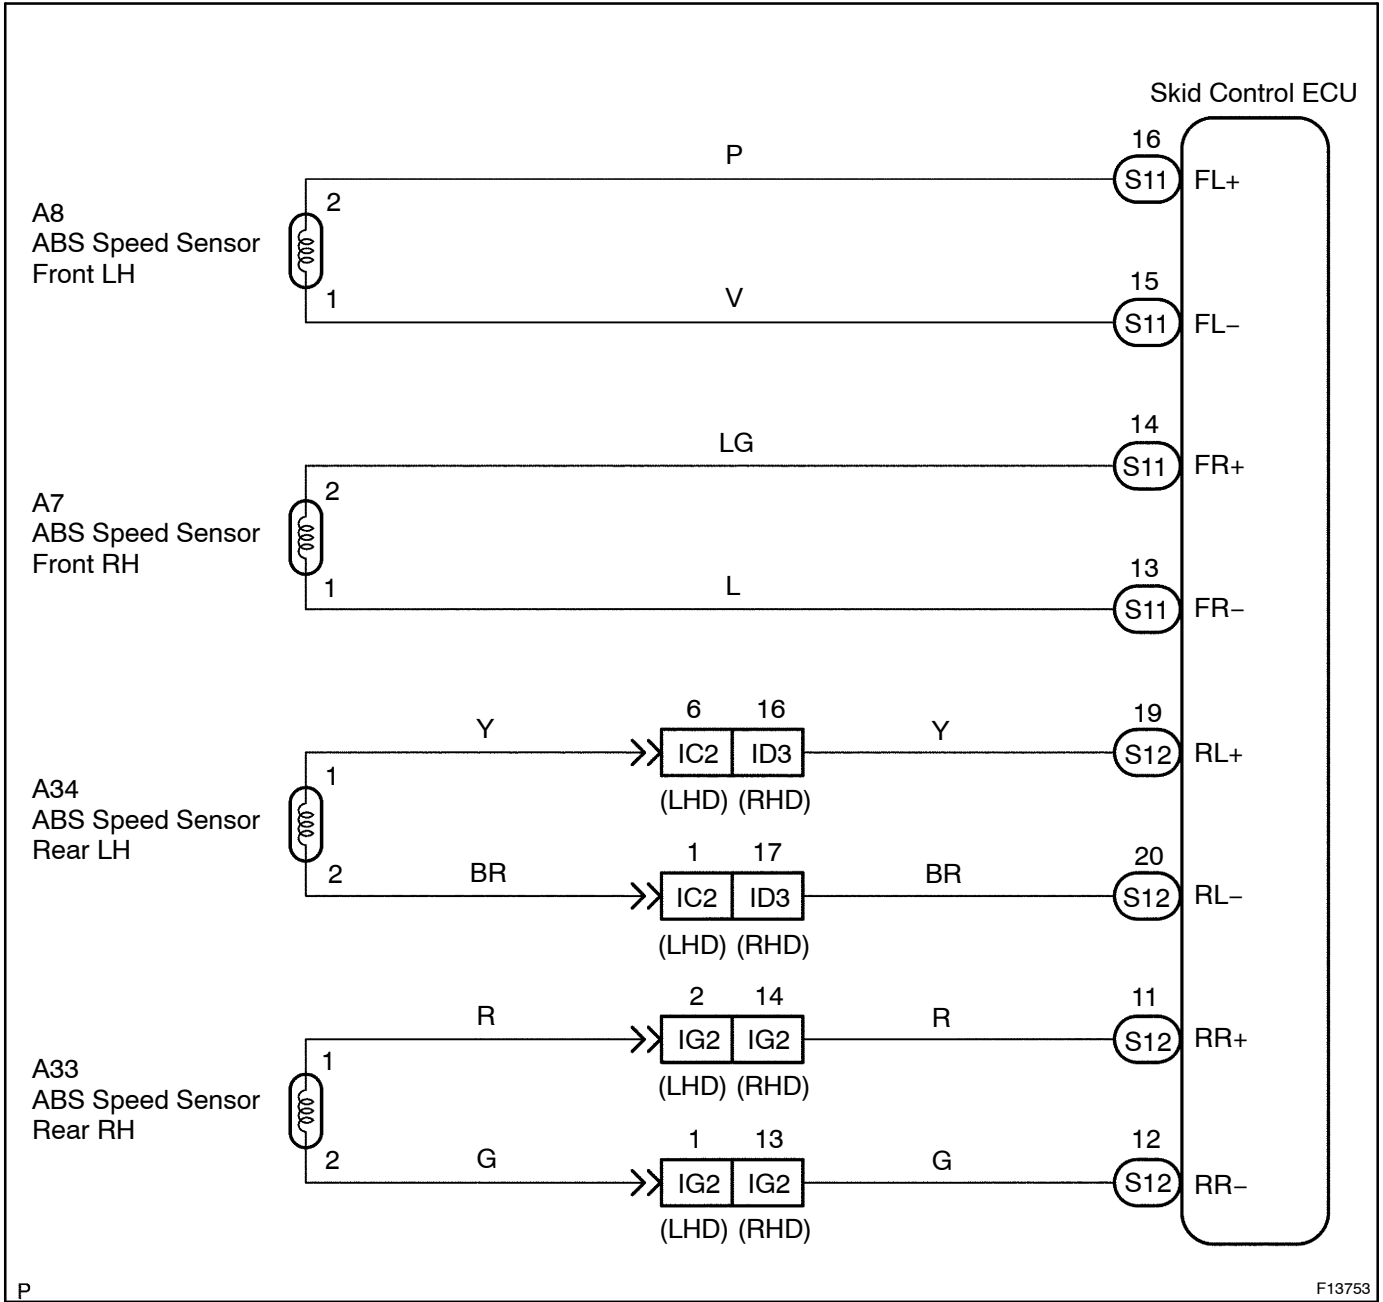 Skid Control ECU
16
P
S11
FL+
2
A8
ABS Speed Sensor
Front LH
1
15
V
S11
FL−
14
LG
S11
FR+
2
A7
ABS Speed Sensor
Front RH
1
13
L
S11
FR−
6 16
19
Y
IC2 ID3
Y
S12
RL+
(LHD) (RHD)
1
A34
ABS Speed Sensor
Rear LH
2
1 17
20
BR
IC2 ID3
BR
S12
RL−
(LHD) (RHD)
2 14
11
R
IG2 IG2
R
S12
RR+
(LHD) (RHD)
1
A33
ABS Speed Sensor
Rear RH
2
1 13
12
G
IG2 IG2
G
S12
RR−
(LHD) (RHD)
P
F13753